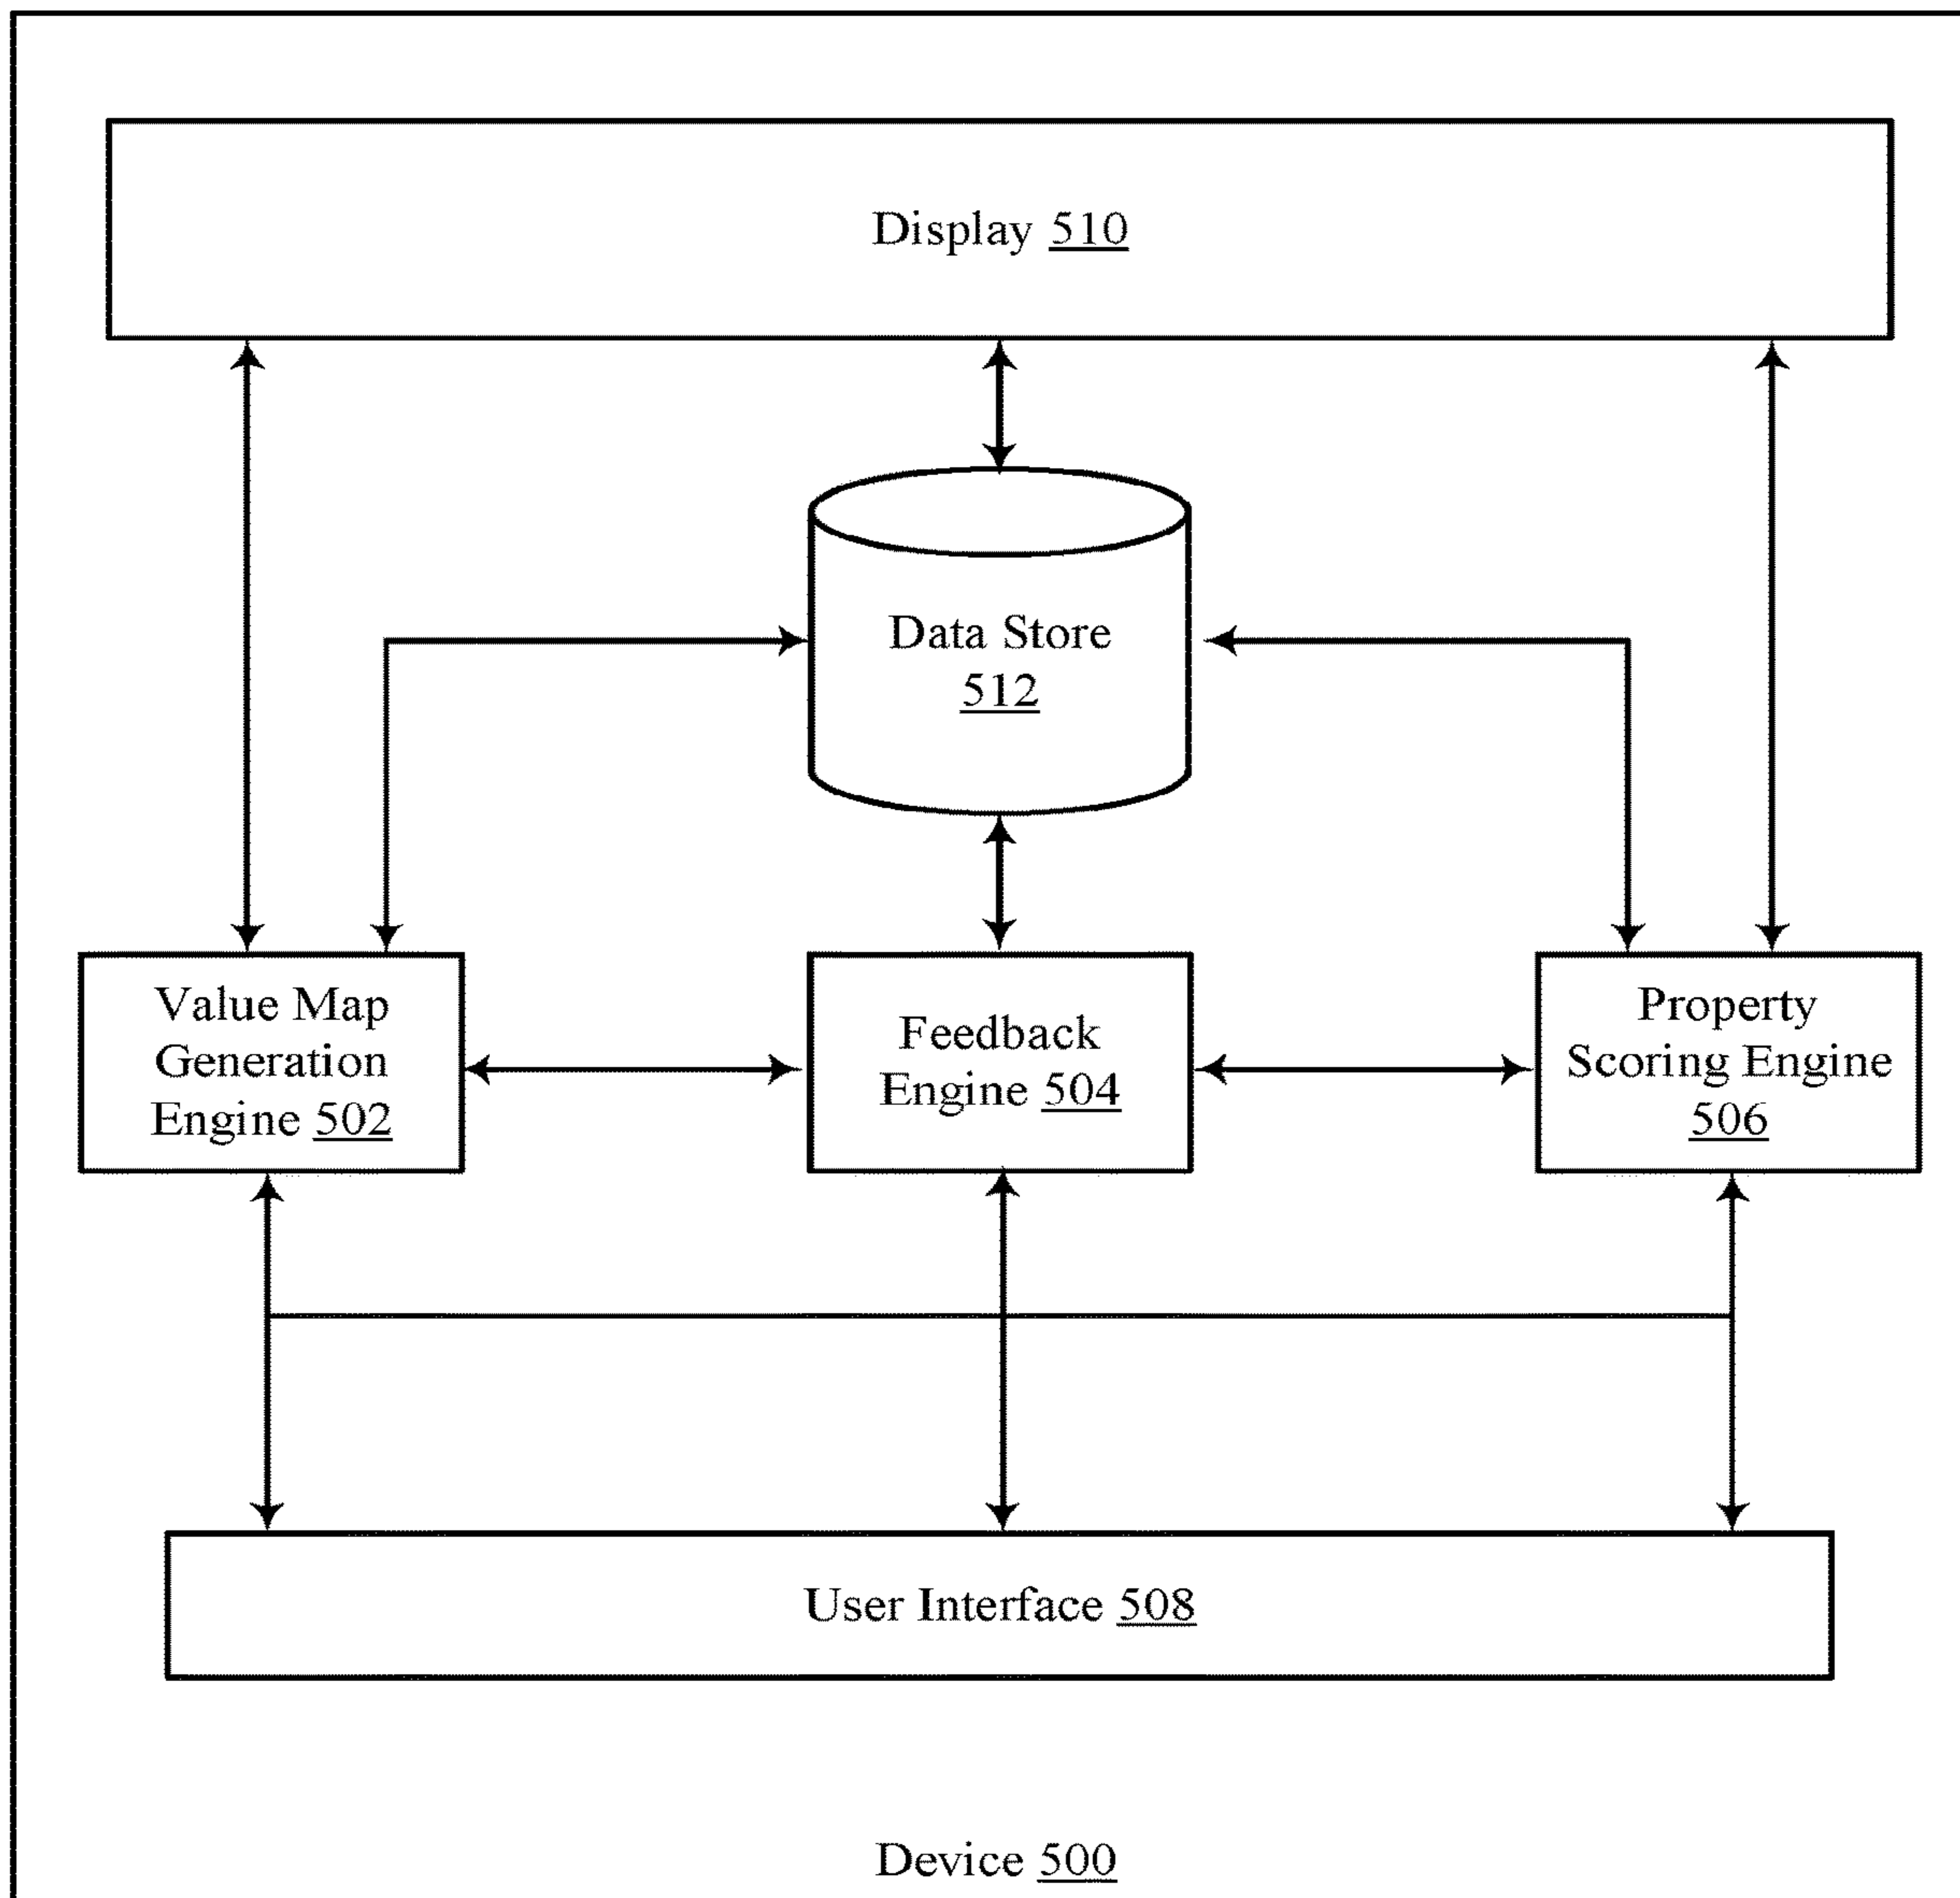 Display 510
Data Store
512
Value Map
Generation
Engine 502
Feedback
Engine 504
Property
Scoring Engine
506
User Interface 508
Device 500